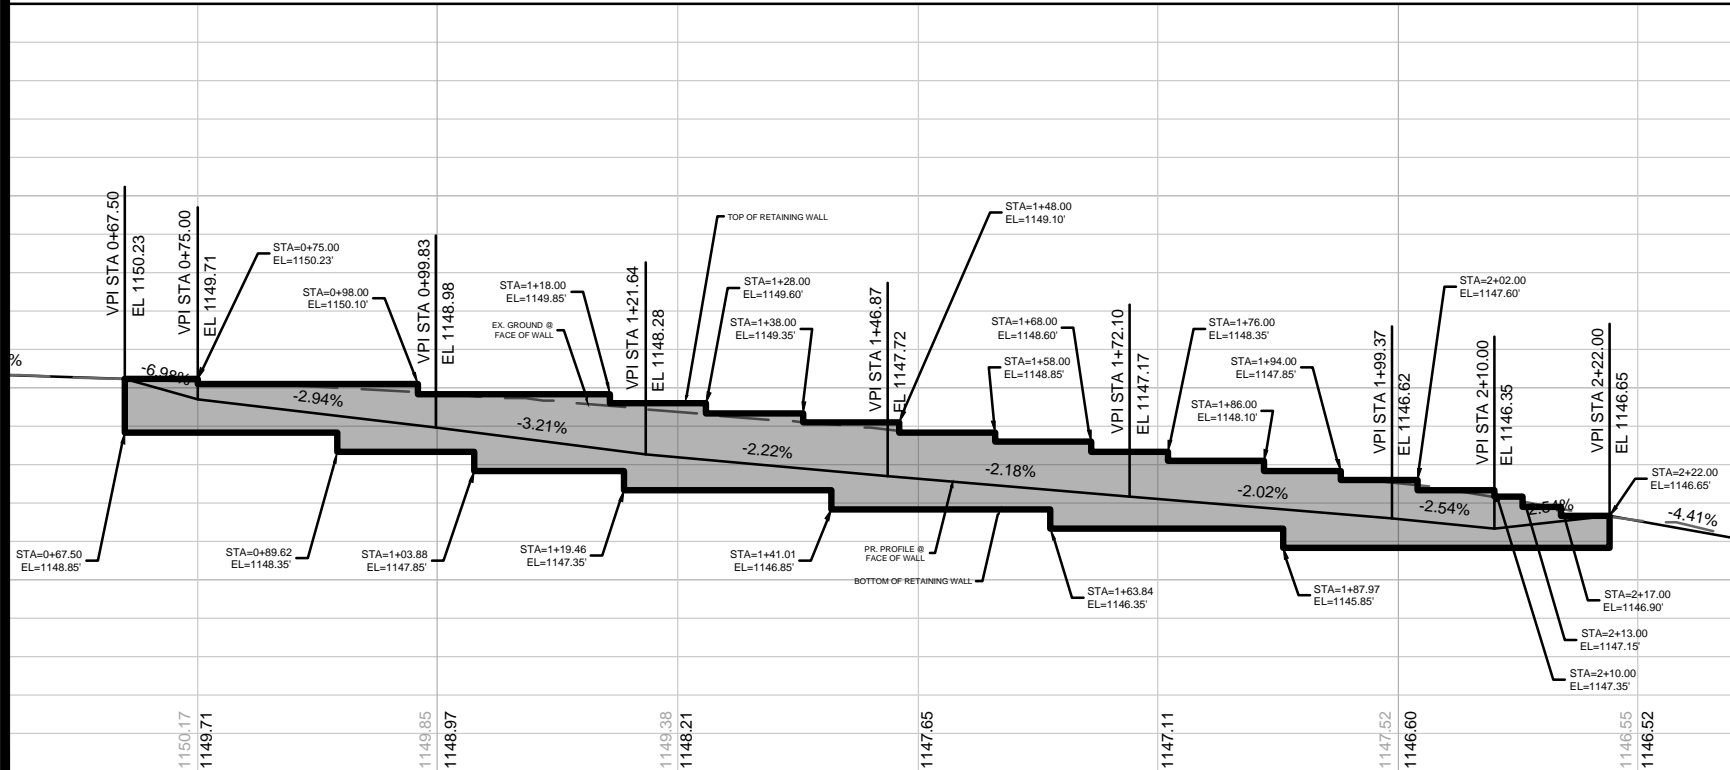 VPI STA 0+67.50
EL 1150.23
VPI STA 0+75.00
EL 1149.71
STA=0+75.00
EL=1150.23'
STA=0+98.00
EL=1150.10'
VPI STA 0+99.83
EL 1148.98
STA=1+18.00
EL=1149.85'
EX. GROUND @
FACE OF WALL
VPI STA 1+21.64
EL 1148.28
TOP OF RETAINING WALL
STA=1+28.00
EL=1149.60'
STA=1+38.00
EL=1149.35'
VPI STA 1+46.87
EL 1147.72
STA=1+48.00
EL=1149.10'
STA=1+68.00
EL=1148.60'
STA=1+58.00
EL=1148.85'
VPI STA 1+72.10
EL 1147.17
STA=1+76.00
EL=1148.35'
STA=1+94.00
EL=1147.85'
STA=1+86.00
EL=1148.10'
VPI STA 1+99.37
EL 1146.62
STA=2+02.00
EL=1147.60'
VPI STA 2+10.00
EL 1146.35
VPI STA 2+22.00
EL 1146.65
STA=2+22.00
EL=1146.65'
%
-6.98%
-2.94%
-3.21%
-2.22%
-2.18%
-2.02%
-2.54%
2.54%
-4.41%
STA=0+67.50
EL=1148.85'
STA=0+89.62
EL=1148.35'
STA=1+03.88
EL=1147.85'
STA=1+19.46
EL=1147.35'
STA=1+41.01
EL=1146.85'
PR. PROFILE @
FACE OF WALL
BOTTOM OF RETAINING WALL
STA=1+63.84
EL=1146.35'
STA=1+87.97
EL=1145.85'
STA=2+17.00
EL=1146.90'
STA=2+13.00
EL=1147.15'
STA=2+10.00
EL=1147.35'
1150.17
1149.71
1149.85
1148.97
1149.38
1148.21
1147.65
1147.11
1147.52
1146.60
1146.55
1146.52